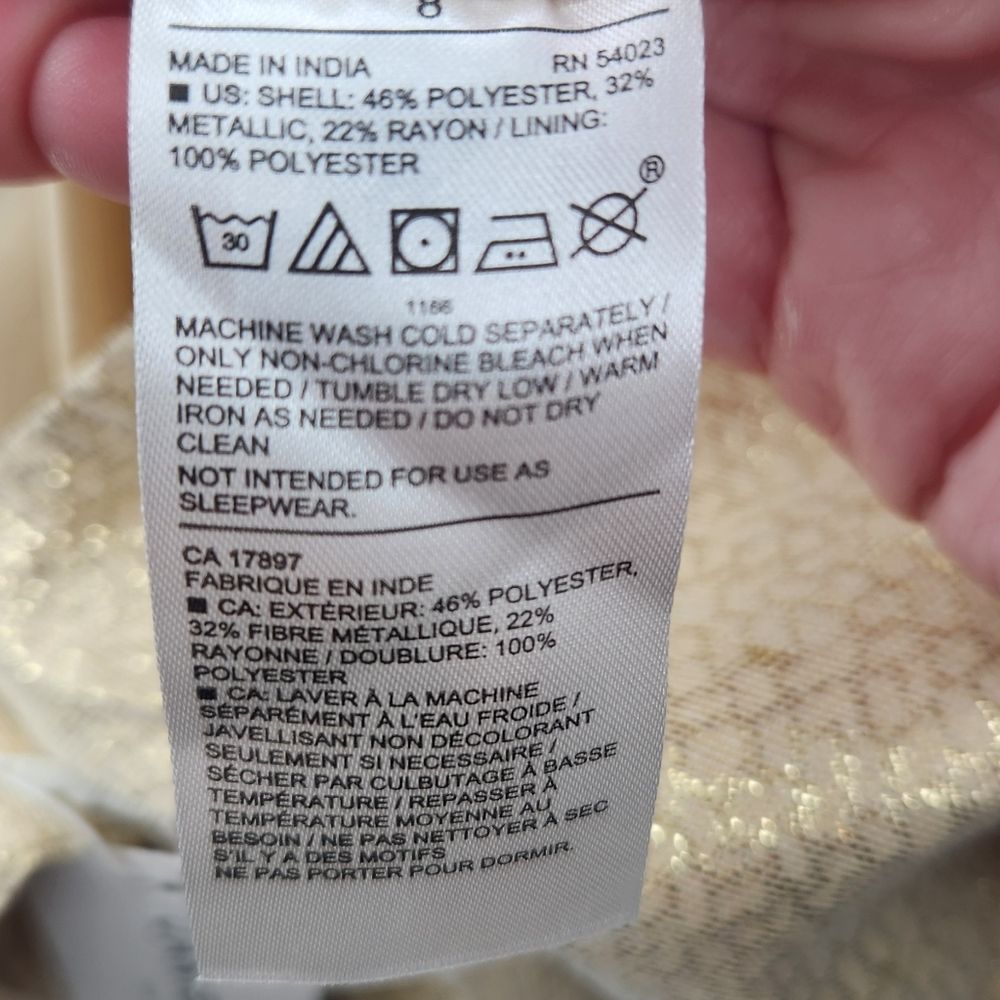 8
MADE IN INDIA RN 54023
US: SHELL: 46% POLYESTER, 32%
METALLIC, 22% RAYON / LINING:
100% POLYESTER
®
30
1166
MACHINE WASH COLD SEPARATELY /
ONLY NON-CHLORINE BLEACH WHEN
NEEDED / TUMBLE DRY LOW / WARM
IRON AS NEEDED / DO NOT DRY
CLEAN
NOT INTENDED FOR USE AS
SLEEPWEAR.
CA 17897
FABRIQUE EN INDE
CA: EXTÉRIEUR: 46% POLYESTER,
32% FIBRE MÉTALLIQUE, 22%
RAYONNE / DOUBLURE: 100%
POLYESTER
CA: LAVER À LA MACHINE
SÉPARÉMENT À L'EAU FROIDE /
JAVELLISANT NON DÉCOLORANT
SEULEMENT SI NECESSAIRE /
SÉCHER PAR CULBUTAGE À BASSE
TEMPÉRATURE / REPASSER À
TEMPÉRATURE MOYENNE AU
BESOIN / NE PAS NETTOYER À SEC
S'IL Y A DES MOTIFS
NE PAS PORTER POUR DORMIR.